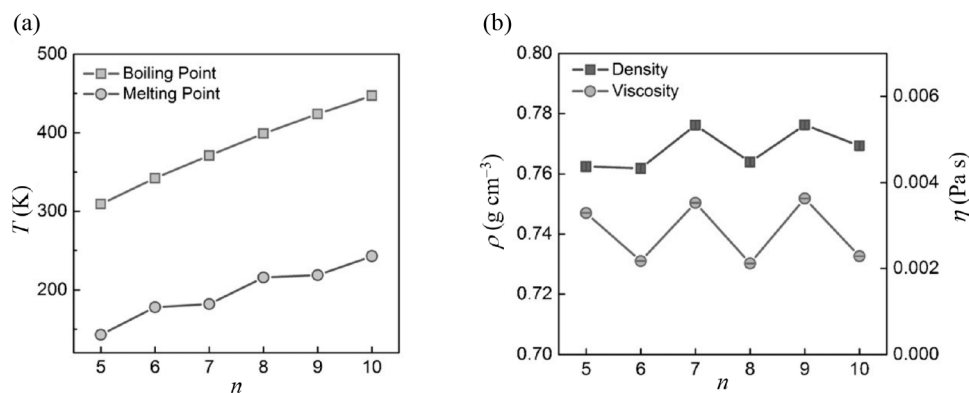 (a)
500
400
300
200
T (K)
Boiling Point
Melting Point
5 6 7 8 9 10
n
(b)
0.80
0.78
0.76
0.74
0.72
0.70
ρ (g cm⁻³)
Density
Viscosity
0.006
0.004
0.002
0.000
η (Pa s)
5 6 7 8 9 10
n